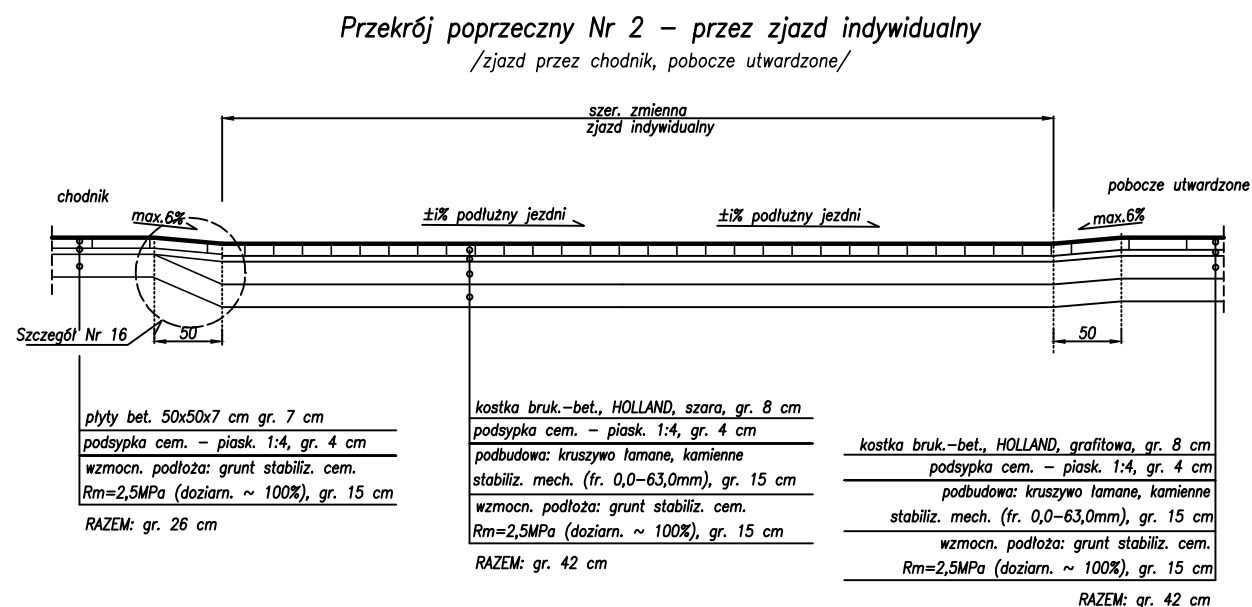 Przekrój poprzeczny Nr 2 – przez zjazd indywidualny
/zjazd przez chodnik, pobocze utwardzone/
szer. zmienna
zjazd indywidualny
chodnik
pobocze utwardzone
max.6%
±i% podłużny jezdni
±i% podłużny jezdni
max.6%
Szczegół Nr 16
50
50
płyty bet. 50x50x7 cm gr. 7 cm
podsypka cem. – piask. 1:4, gr. 4 cm
wzmocn. podłoża: grunt stabiliz. cem.
Rm=2,5MPa (doziarn. ~ 100%), gr. 15 cm
RAZEM: gr. 26 cm
kostka bruk.–bet., HOLLAND, szara, gr. 8 cm
podsypka cem. – piask. 1:4, gr. 4 cm
podbudowa: kruszywo łamane, kamienne
stabiliz. mech. (fr. 0,0–63,0mm), gr. 15 cm
wzmocn. podłoża: grunt stabiliz. cem.
Rm=2,5MPa (doziarn. ~ 100%), gr. 15 cm
RAZEM: gr. 42 cm
kostka bruk.–bet., HOLLAND, grafitowa, gr. 8 cm
podsypka cem. – piask. 1:4, gr. 4 cm
podbudowa: kruszywo łamane, kamienne
stabiliz. mech. (fr. 0,0–63,0mm), gr. 15 cm
wzmocn. podłoża: grunt stabiliz. cem.
Rm=2,5MPa (doziarn. ~ 100%), gr. 15 cm
RAZEM: gr. 42 cm